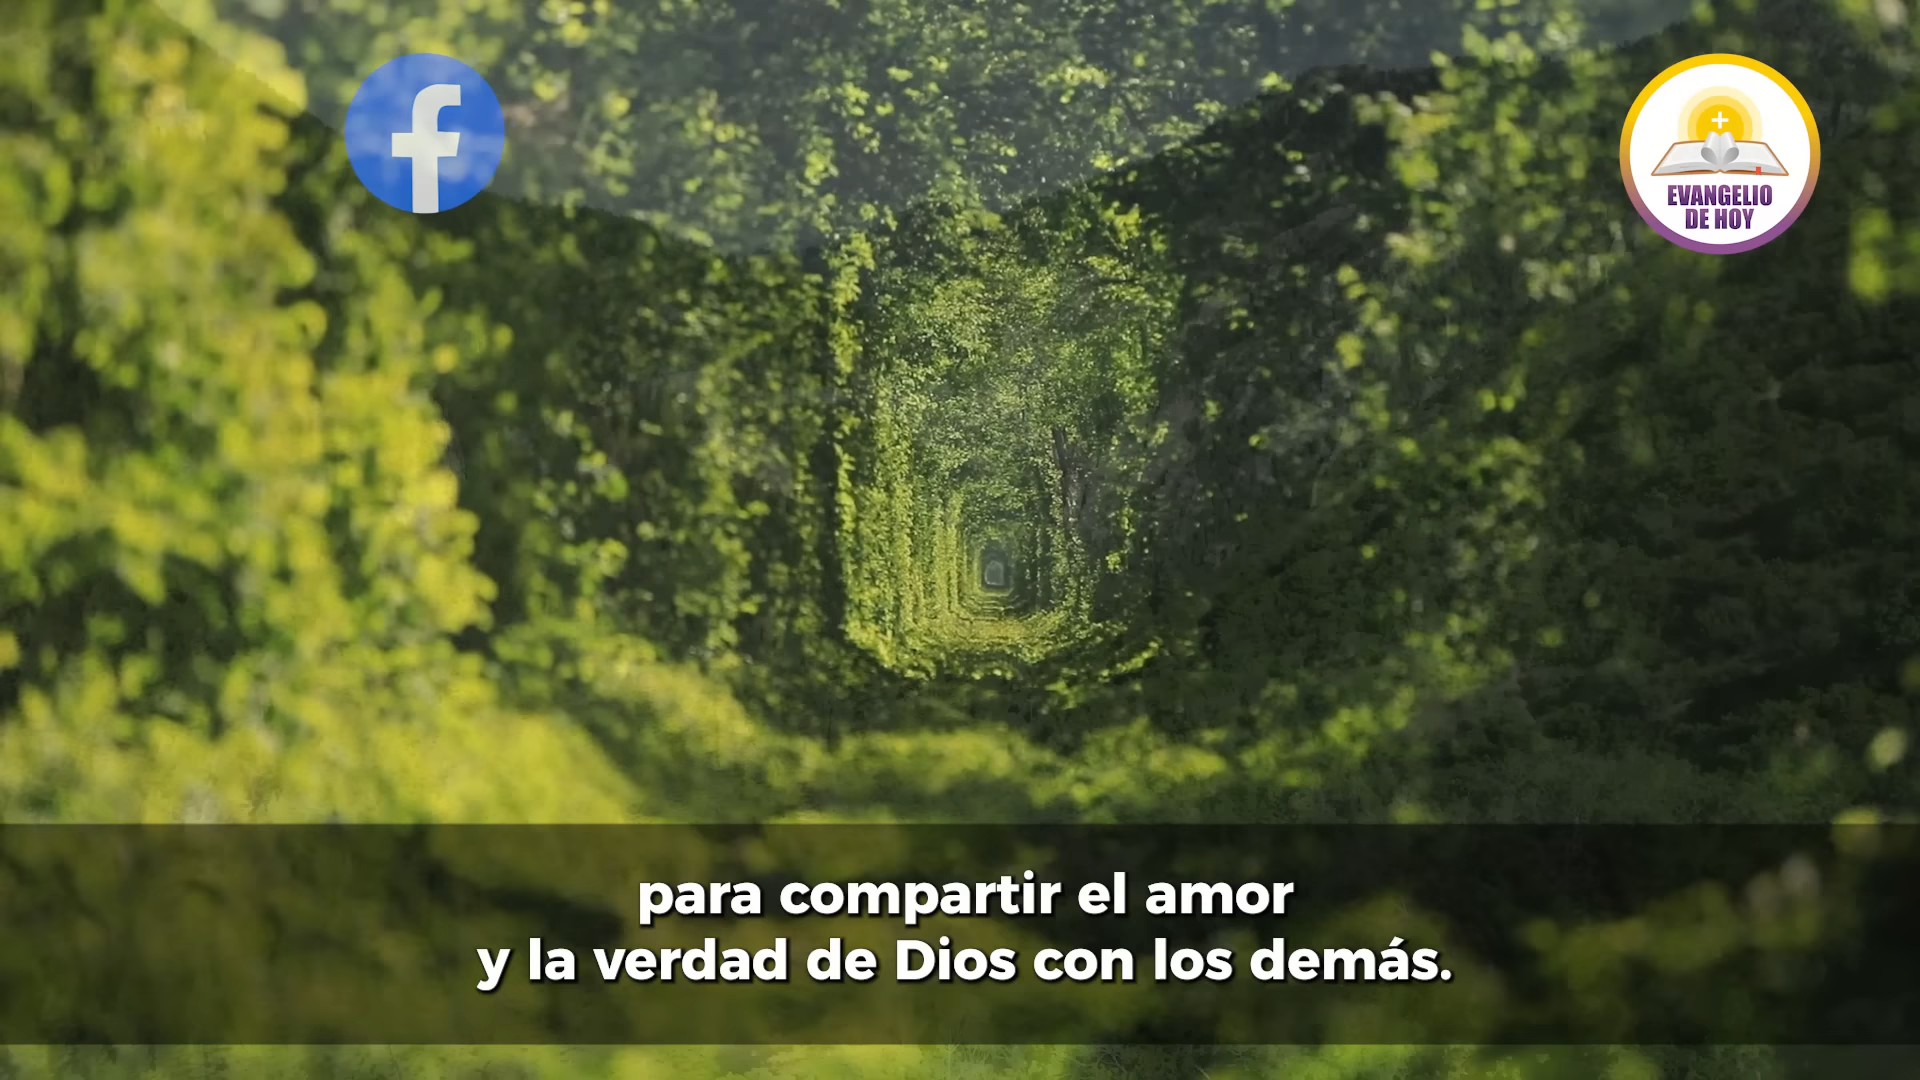 EVANGELIO
DE HOY
para compartir el amor
y la verdad de Dios con los demás.